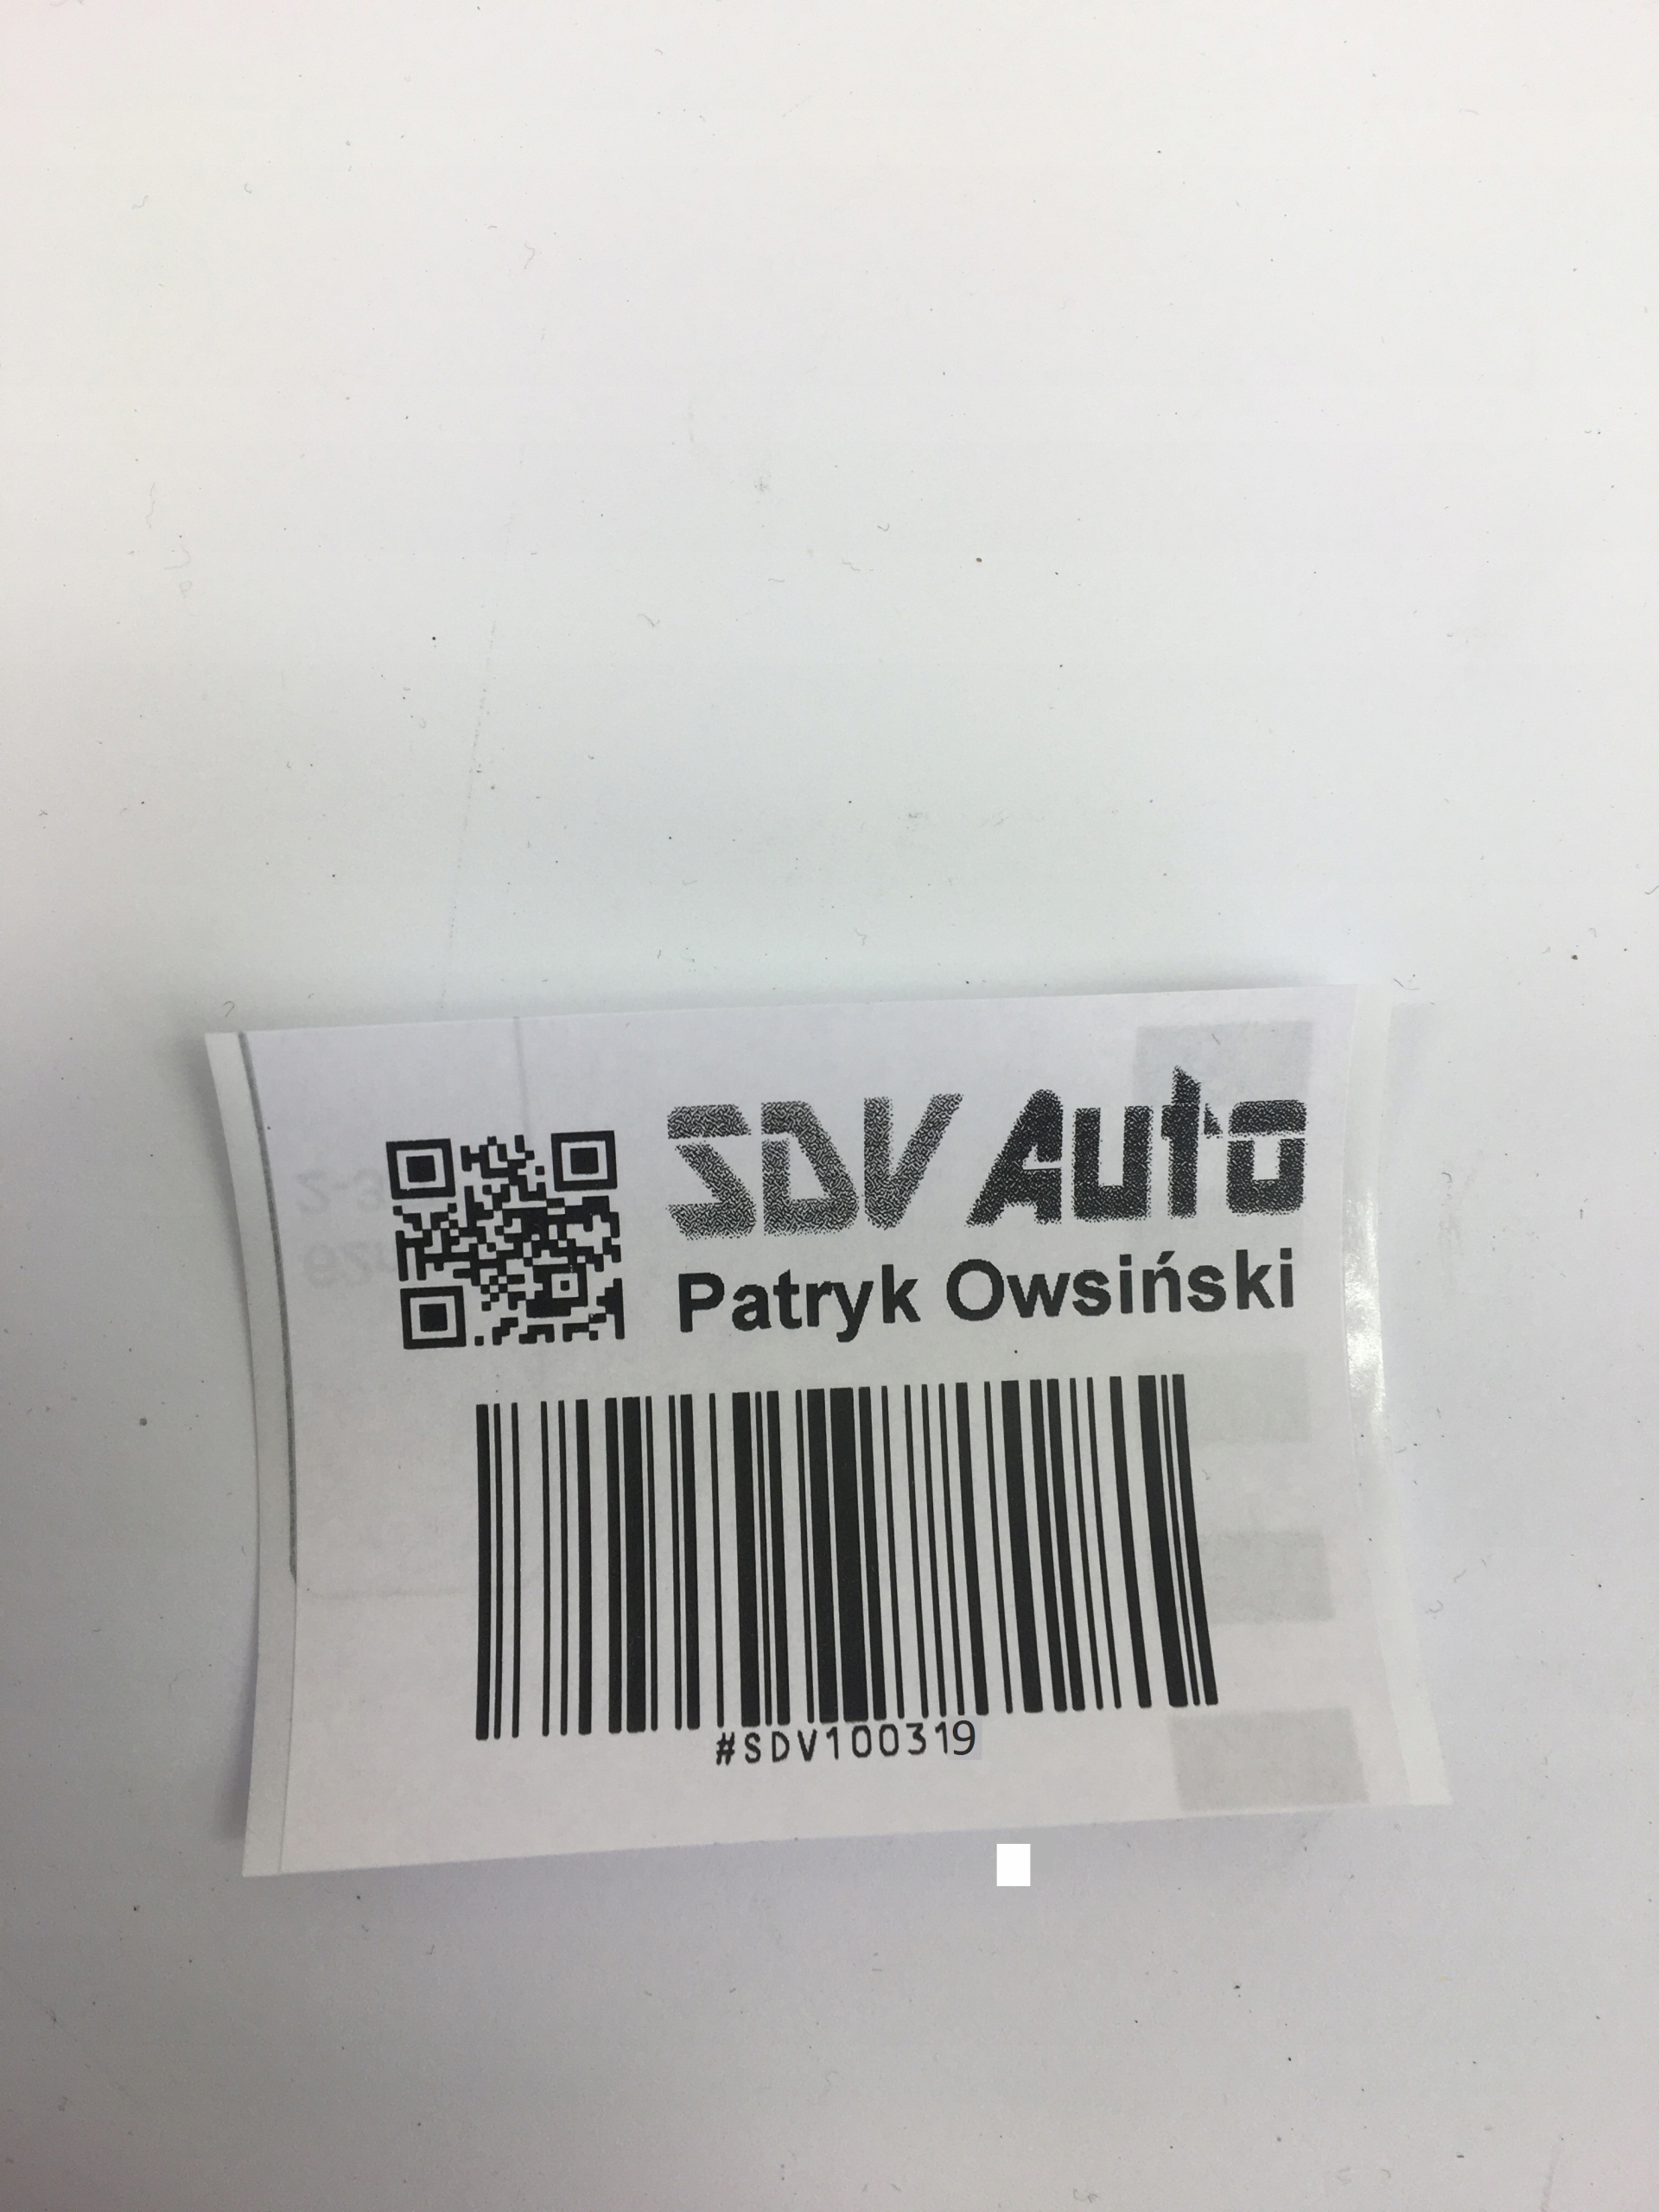 SDV Auto
Patryk Owsiński
#SDV100319